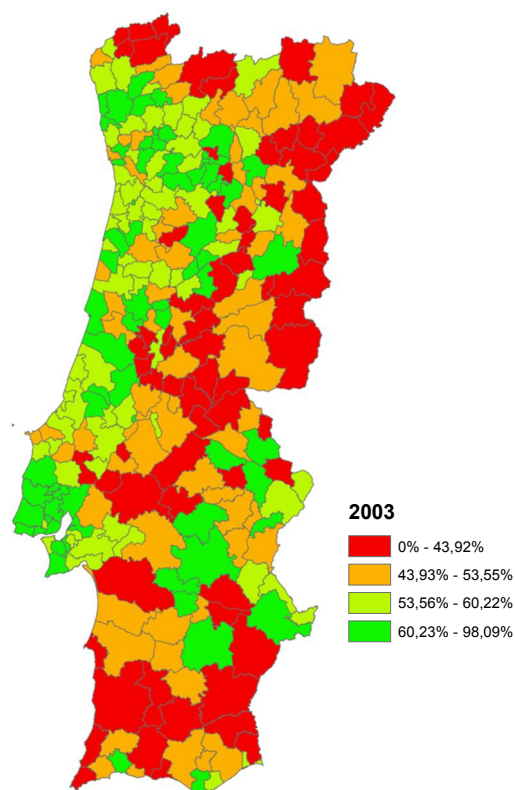 2003
0% - 43,92%
43,93% - 53,55%
53,56% - 60,22%
60,23% - 98,09%